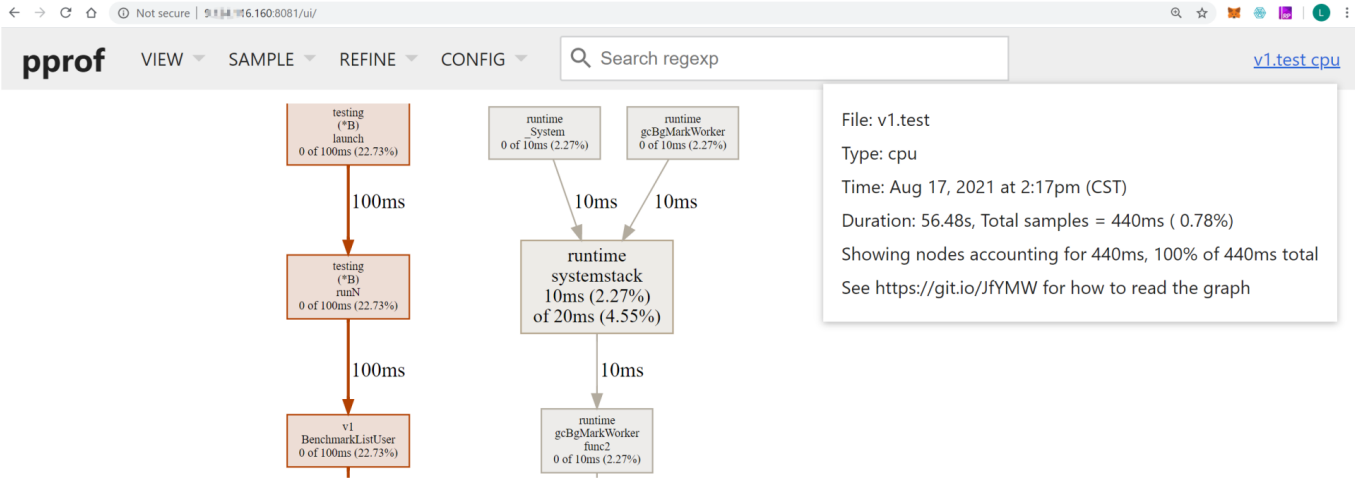 Not secure
16.160:8081/ui/
L
pprof
VIEW
SAMPLE
REFINE
CONFIG
Search regexp
v1.test cpu
File: v1.test
Type: cpu
Time: Aug 17, 2021 at 2:17pm (CST)
Duration: 56.48s, Total samples = 440ms ( 0.78%)
Showing nodes accounting for 440ms, 100% of 440ms total
See https://git.io/JfYMW for how to read the graph
testing
(*B)
launch
0 of 100ms (22.73%)
100ms
testing
(*B)
runN
0 of 100ms (22.73%)
100ms
v1
BenchmarkListUser
0 of 100ms (22.73%)
runtime
_System
0 of 10ms (2.27%)
runtime
gcBgMarkWorker
0 of 10ms (2.27%)
10ms
10ms
runtime
systemstack
10ms (2.27%)
of 20ms (4.55%)
10ms
runtime
gcBgMarkWorker
func2
0 of 10ms (2.27%)